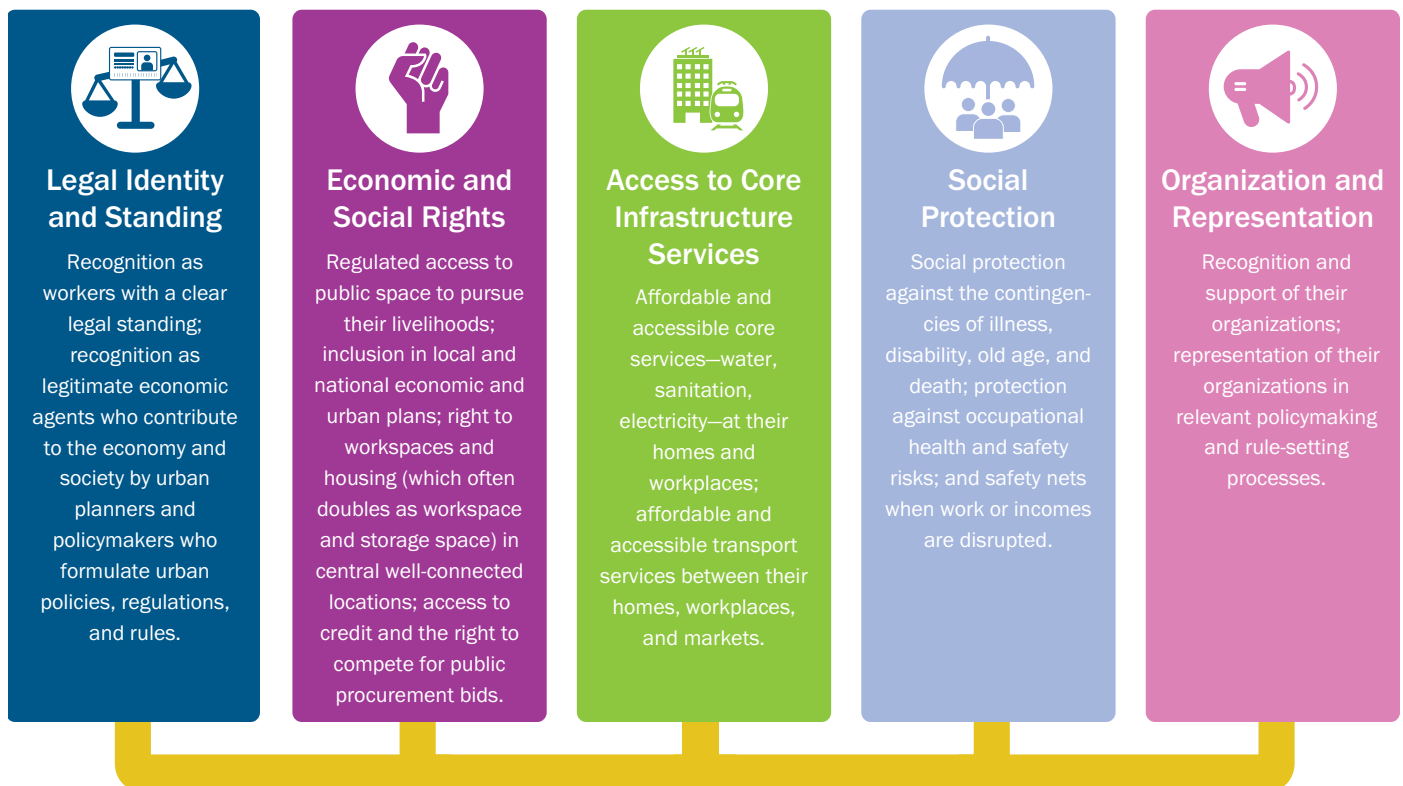 Legal Identity
and Standing
Recognition as
workers with a clear
legal standing;
recognition as
legitimate economic
agents who contribute
to the economy and
society by urban
planners and
policymakers who
formulate urban
policies, regulations,
and rules.
Economic and
Social Rights
Regulated access to
public space to pursue
their livelihoods;
inclusion in local and
national economic and
urban plans; right to
workspaces and
housing (which often
doubles as workspace
and storage space) in
central well-connected
locations; access to
credit and the right to
compete for public
procurement bids.
Access to Core
Infrastructure
Services
Affordable and
accessible core
services—water,
sanitation,
electricity—at their
homes and
workplaces;
affordable and
accessible transport
services between their
homes, workplaces,
and markets.
Social
Protection
Social protection
against the contingen-
cies of illness,
disability, old age, and
death; protection
against occupational
health and safety
risks; and safety nets
when work or incomes
are disrupted.
Organization and
Representation
Recognition and
support of their
organizations;
representation of their
organizations in
relevant policymaking
and rule-setting
processes.